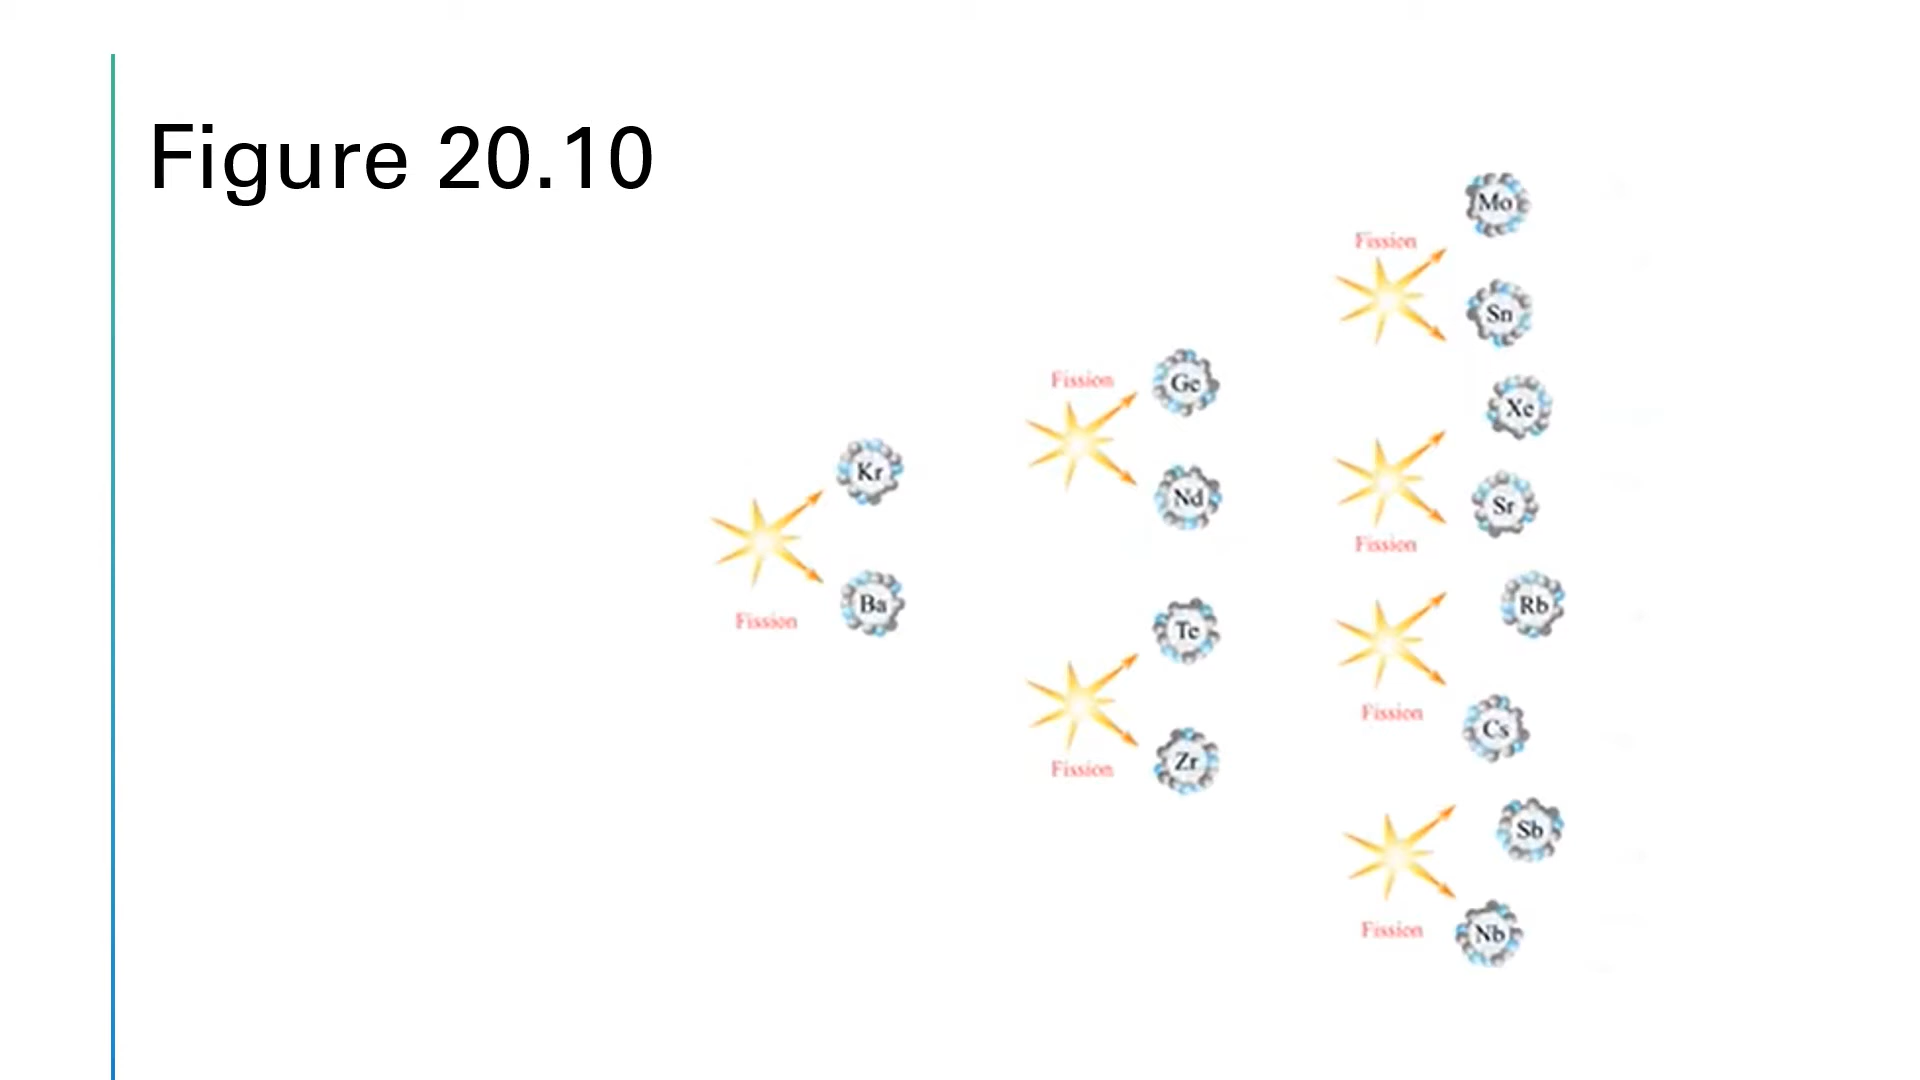 Figure 20.10
Fission
Kr
Ba
Fission
Ge
Nd
Fission
Te
Zr
Fission
Mo
Sn
Fission
Xe
Sr
Fission
Rb
Cs
Fission
Sb
Nb